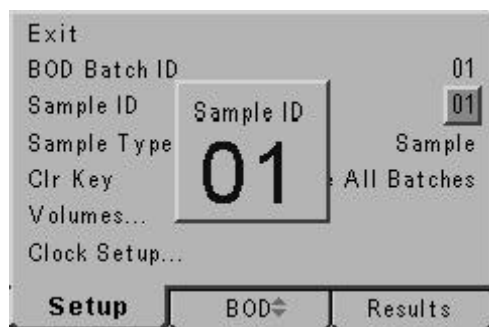 Exit
BOD Batch ID 01
Sample ID 01
Sample ID
01
Sample Type Sample
Clr Key All Batches
Volumes...
Clock Setup...
Setup BOD Results